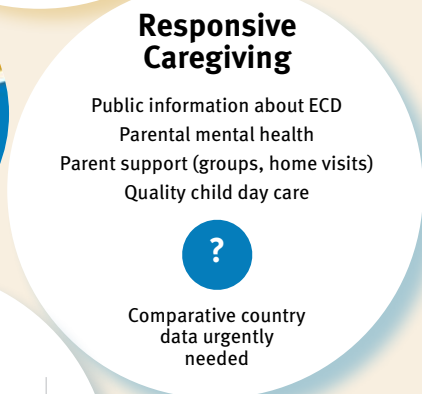 Responsive
Caregiving
Public information about ECD
Parental mental health
Parent support (groups, home visits)
Quality child day care
?
Comparative country
data urgently
needed